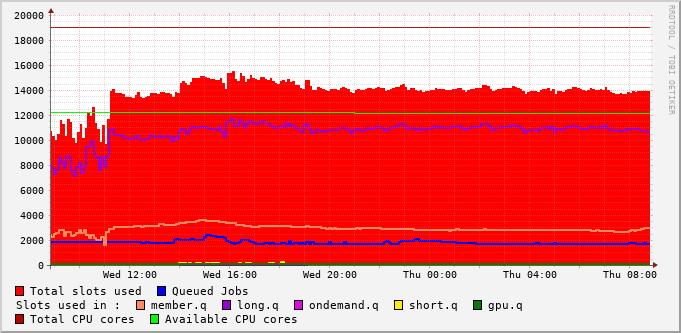 20000
18000
16000
14000
12000
10000
8000
6000
4000
2000
0
Wed 12:00 Wed 16:00 Wed 20:00 Thu 00:00 Thu 04:00 Thu 08:00
Total slots used Queued Jobs
Slots used in : member.q long.q ondemand.q short.q gpu.q
Total CPU cores Available CPU cores
RRDTOOL / TOBI OETIKER